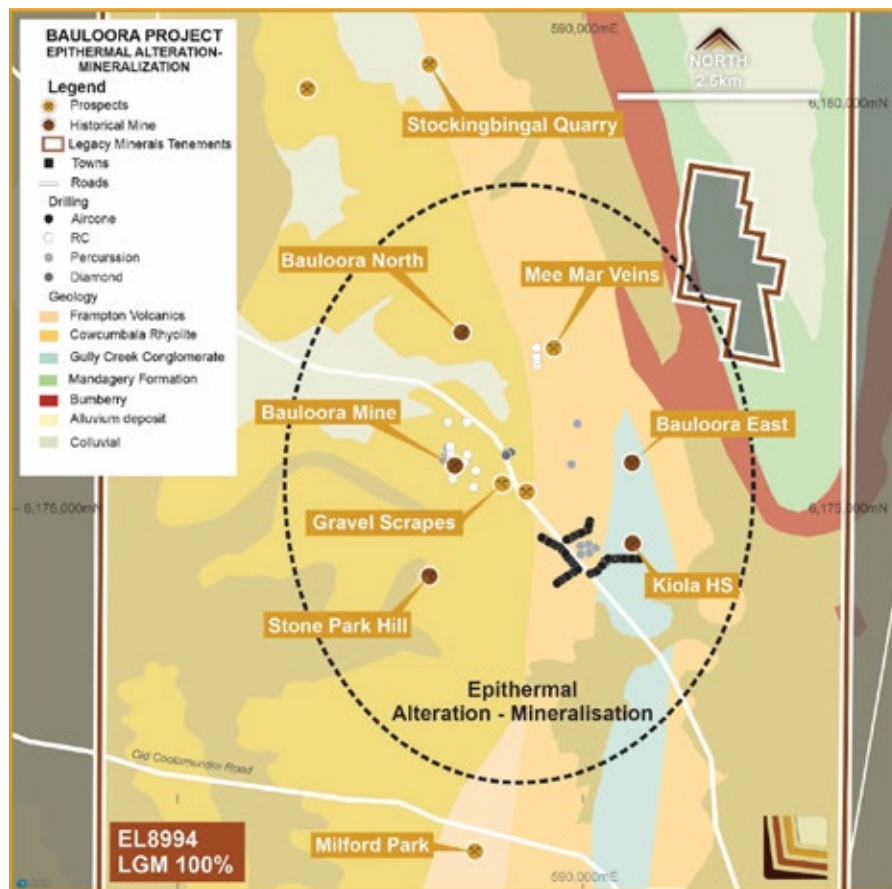 BAULOORA PROJECT
EPITHERMAL ALTERATION-
MINERALIZATION
Legend
Prospects
Historical Mine
Legacy Minerals Tenements
Towns
Roads
Drilling
Aircone
RC
Percurssion
Diamond
Geology
Frampton Volcanics
Cowcumbala Rhyolite
Gully Creek Conglomerate
Mandagery Formation
Bumberry
Alluvium deposit
Colluvial
590,000mE
NORTH
2.5km
6,180,000mN
Stockingbingal Quarry
Bauloora North
Mee Mar Veins
Bauloora Mine
Bauloora East
6,175,000mN
6,175,000mN
Gravel Scrapes
Kiola HS
Stone Park Hill
Epithermal
Alteration - Mineralisation
Old Cootamundra Road
EL8994
LGM 100%
Milford Park
590,000mE